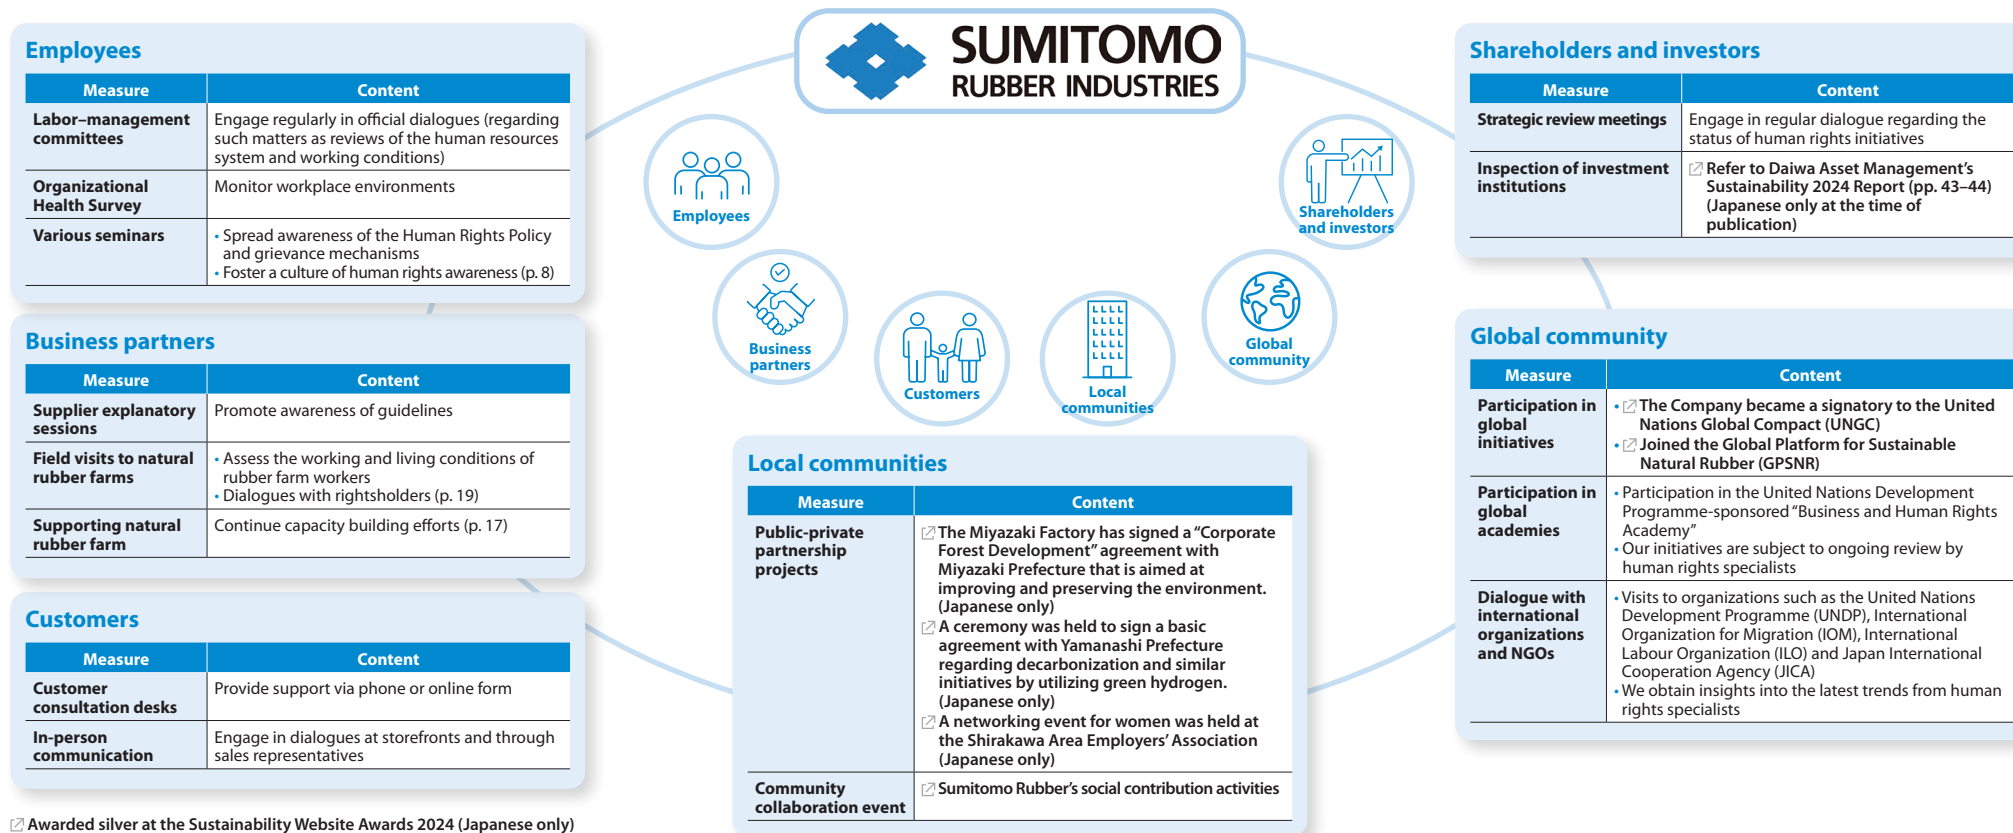 SUMITOMO
RUBBER INDUSTRIES
Employees
Measure Content
Labor–management
committees
Engage regularly in official dialogues (regarding
such matters as reviews of the human resources
system and working conditions)
Organizational
Health Survey
Monitor workplace environments
Various seminars
• Spread awareness of the Human Rights Policy
and grievance mechanisms
• Foster a culture of human rights awareness (p. 8)
Business partners
Measure Content
Supplier explanatory
sessions
Promote awareness of guidelines
Field visits to natural
rubber farms
• Assess the working and living conditions of
rubber farm workers
• Dialogues with rightsholders (p. 19)
Supporting natural
rubber farm
Continue capacity building efforts (p. 17)
Customers
Measure Content
Customer
consultation desks
Provide support via phone or online form
In-person
communication
Engage in dialogues at storefronts and through
sales representatives
Awarded silver at the Sustainability Website Awards 2024 (Japanese only)
Employees
Business
partners
Customers
Local
communities
Global
community
Shareholders
and investors
Local communities
Measure Content
Public-private
partnership
projects
The Miyazaki Factory has signed a “Corporate
Forest Development” agreement with
Miyazaki Prefecture that is aimed at
improving and preserving the environment.
(Japanese only)
A ceremony was held to sign a basic
agreement with Yamanashi Prefecture
regarding decarbonization and similar
initiatives by utilizing green hydrogen.
(Japanese only)
A networking event for women was held at
the Shirakawa Area Employers’ Association
(Japanese only)
Community
collaboration event
Sumitomo Rubber’s social contribution activities
Shareholders and investors
Measure Content
Strategic review meetings
Engage in regular dialogue regarding the
status of human rights initiatives
Inspection of investment
institutions
Refer to Daiwa Asset Management’s
Sustainability 2024 Report (pp. 43–44)
(Japanese only at the time of
publication)
Global community
Measure Content
Participation in
global
initiatives
• The Company became a signatory to the United
Nations Global Compact (UNGC)
• Joined the Global Platform for Sustainable
Natural Rubber (GPSNR)
Participation in
global
academies
• Participation in the United Nations Development
Programme-sponsored “Business and Human Rights
Academy”
• Our initiatives are subject to ongoing review by
human rights specialists
Dialogue with
international
organizations
and NGOs
• Visits to organizations such as the United Nations
Development Programme (UNDP), International
Organization for Migration (IOM), International
Labour Organization (ILO) and Japan International
Cooperation Agency (JICA)
• We obtain insights into the latest trends from human
rights specialists